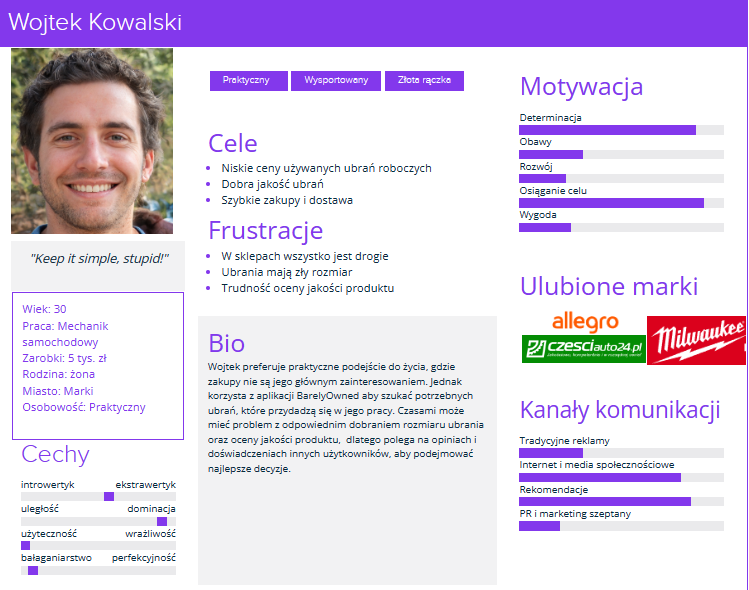 Wojtek Kowalski
"Keep it simple, stupid!"
Wiek: 30
Praca: Mechanik
samochodowy
Zarobki: 5 tys. zł
Rodzina: żona
Miasto: Marki
Osobowość: Praktyczny
Cechy
introwertyk ekstrawertyk
uległość dominacja
użyteczność wrażliwość
bałaganiarstwo perfekcyjność
Praktyczny Wysportowany Złota rączka
Cele
Niskie ceny używanych ubrań roboczych
Dobra jakość ubrań
Szybkie zakupy i dostawa
Frustracje
W sklepach wszystko jest drogie
Ubrania mają zły rozmiar
Trudność oceny jakości produktu
Bio
Wojtek preferuje praktyczne podejście do życia, gdzie
zakupy nie są jego głównym zainteresowaniem. Jednak
korzysta z aplikacji BarelyOwned aby szukać potrzebnych
ubrań, które przydadzą się w jego pracy. Czasami może
mieć problem z odpowiednim dobraniem rozmiaru ubrania
oraz oceny jakości produktu, dlatego polega na opiniach i
doświadczeniach innych użytkowników, aby podejmować
najlepsze decyzje.
Motywacja
Determinacja
Obawy
Rozwój
Osiąganie celu
Wygoda
Ulubione marki
allegro
czesciauto24.pl
Milwaukee
Kanały komunikacji
Tradycyjne reklamy
Internet i media społecznościowe
Rekomendacje
PR i marketing szeptany